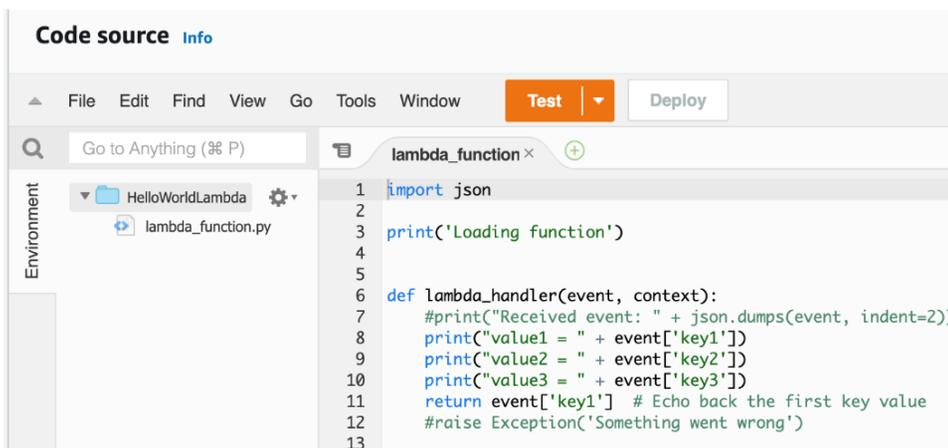 Code source Info
File Edit Find View Go Tools Window Test Deploy
Go to Anything (⌘ P) lambda_function ×
Environment
HelloWorldLambda
lambda_function.py
1 import json
2
3 print('Loading function')
4
5
6 def lambda_handler(event, context):
7     #print("Received event: " + json.dumps(event, indent=2))
8     print("value1 = " + event['key1'])
9     print("value2 = " + event['key2'])
10     print("value3 = " + event['key3'])
11     return event['key1']  # Echo back the first key value
12     #raise Exception('Something went wrong')
13